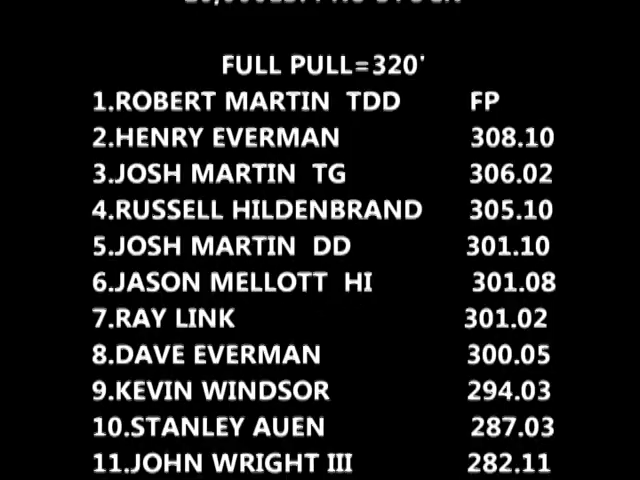 FULL PULL=320'
1.ROBERT MARTIN TDD FP
2.HENRY EVERMAN 308.10
3.JOSH MARTIN TG 306.02
4.RUSSELL HILDENBRAND 305.10
5.JOSH MARTIN DD 301.10
6.JASON MELLOTT HI 301.08
7.RAY LINK 301.02
8.DAVE EVERMAN 300.05
9.KEVIN WINDSOR 294.03
10.STANLEY AUEN 287.03
11.JOHN WRIGHT III 282.11